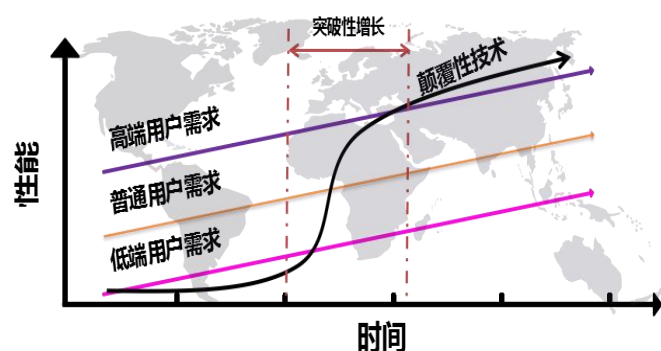 突破性增长
颠覆性技术
高端用户需求
普通用户需求
低端用户需求
性能
时间